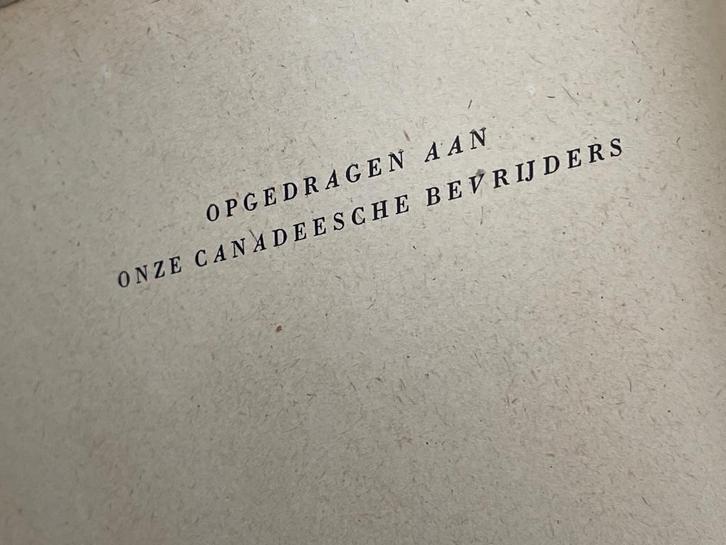 OPGEDRAGEN AAN
ONZE CANADEESCHE BEVRIJDERS